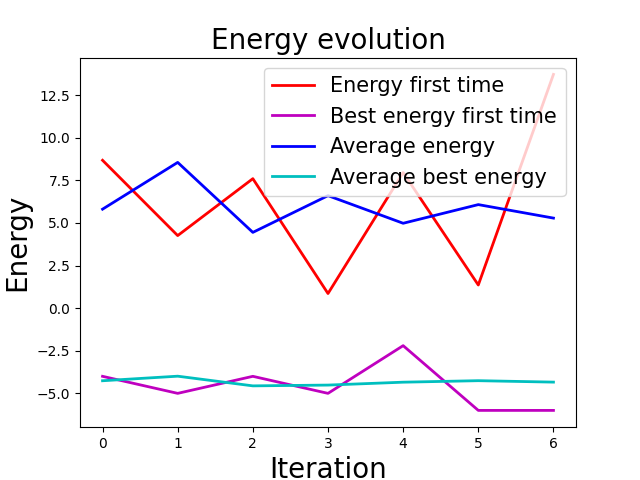 Energy evolution
Energy first time
Best energy first time
Average energy
Average best energy
Energy
12.5
10.0
7.5
5.0
2.5
0.0
−2.5
−5.0
0 1 2 3 4 5 6
Iteration